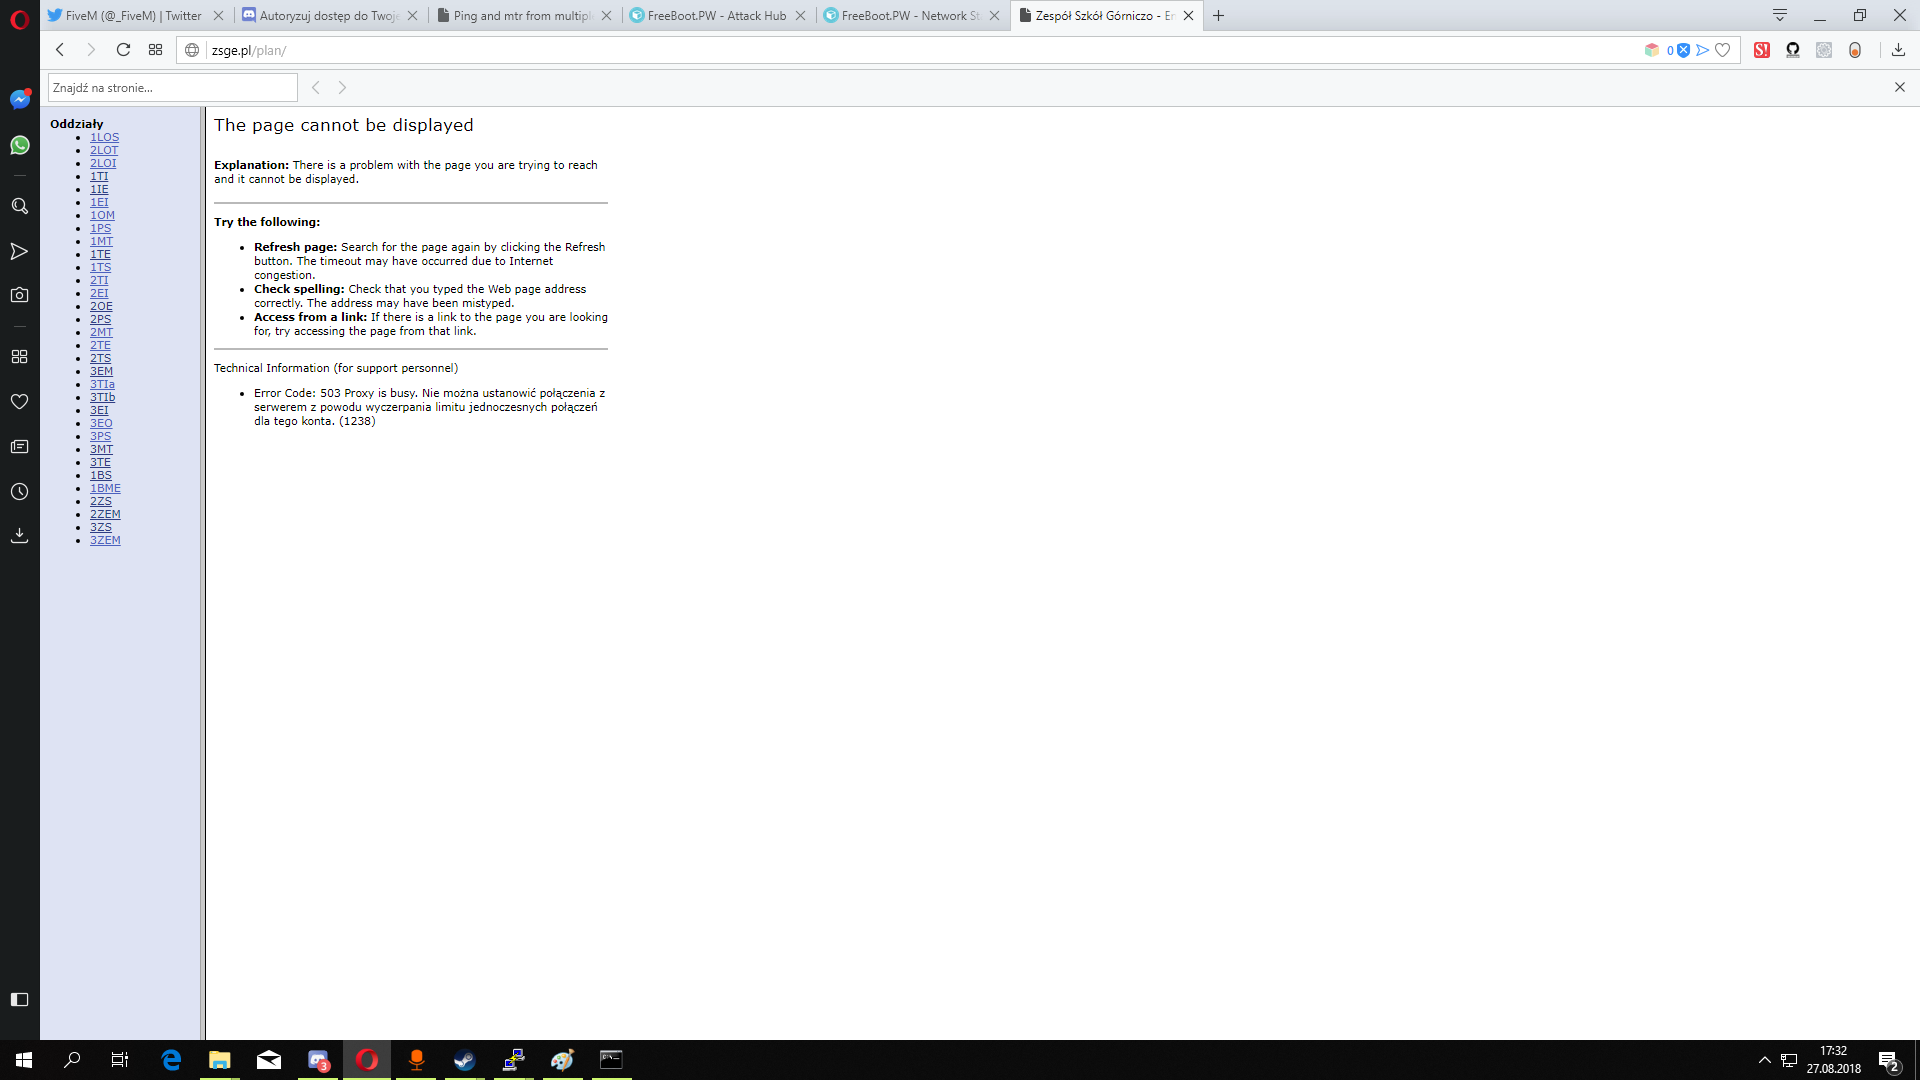 FiveM (@_FiveM) | Twitter
Autoryzuj dostęp do Twoje
Ping and mtr from multiple
FreeBoot.PW - Attack Hub
FreeBoot.PW - Network St
Zespół Szkół Górniczo - En
zsge.pl/plan/
0
S!
Znajdź na stronie...
Oddziały
1LOS
2LOT
2LOI
1TI
1IE
1EI
1OM
1PS
1MT
1TE
1TS
2TI
2EI
2OE
2PS
2MT
2TE
2TS
3EM
3TIa
3TIb
3EI
3EO
3PS
3MT
3TE
1BS
1BME
2ZS
2ZEM
3ZS
3ZEM
The page cannot be displayed
Explanation: There is a problem with the page you are trying to reach
and it cannot be displayed.
Try the following:
Refresh page: Search for the page again by clicking the Refresh
button. The timeout may have occurred due to Internet
congestion.
Check spelling: Check that you typed the Web page address
correctly. The address may have been mistyped.
Access from a link: If there is a link to the page you are looking
for, try accessing the page from that link.
Technical Information (for support personnel)
Error Code: 503 Proxy is busy. Nie można ustanowić połączenia z
serwerem z powodu wyczerpania limitu jednoczesnych połączeń
dla tego konta. (1238)
3
17:32
27.08.2018
2